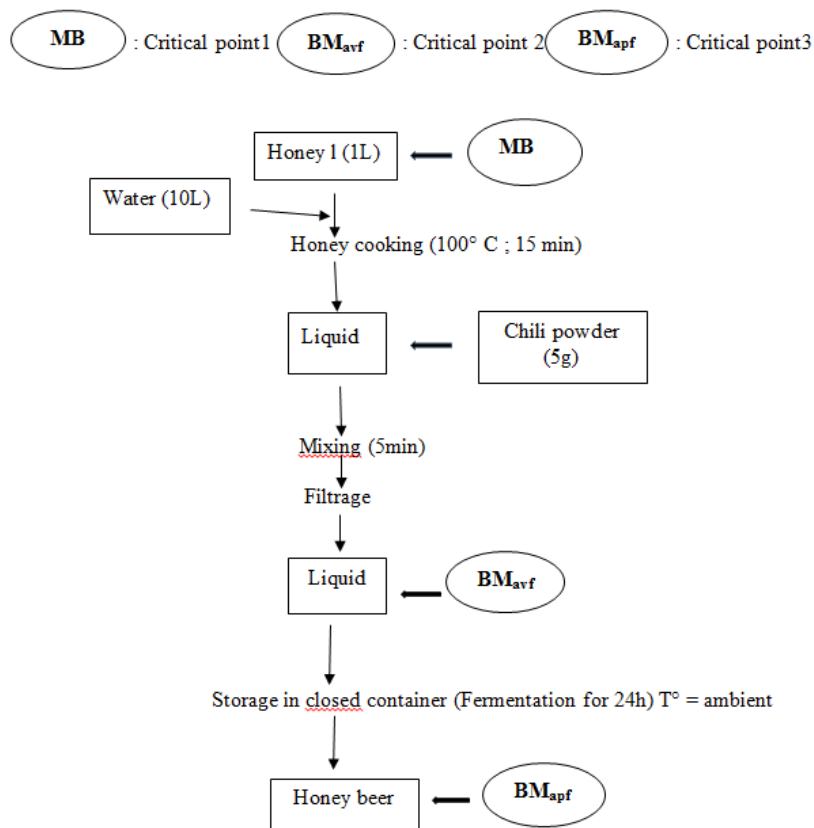 MB : Critical point1 BMavf : Critical point 2 BMapf : Critical point3
Honey l (1L) MB
Water (10L)
Honey cooking (100° C ; 15 min)
Liquid
Chili powder
(5g)
Mixing (5min)
Filtrage
Liquid BMavf
Storage in closed container (Fermentation for 24h) T° = ambient
Honey beer BMapf